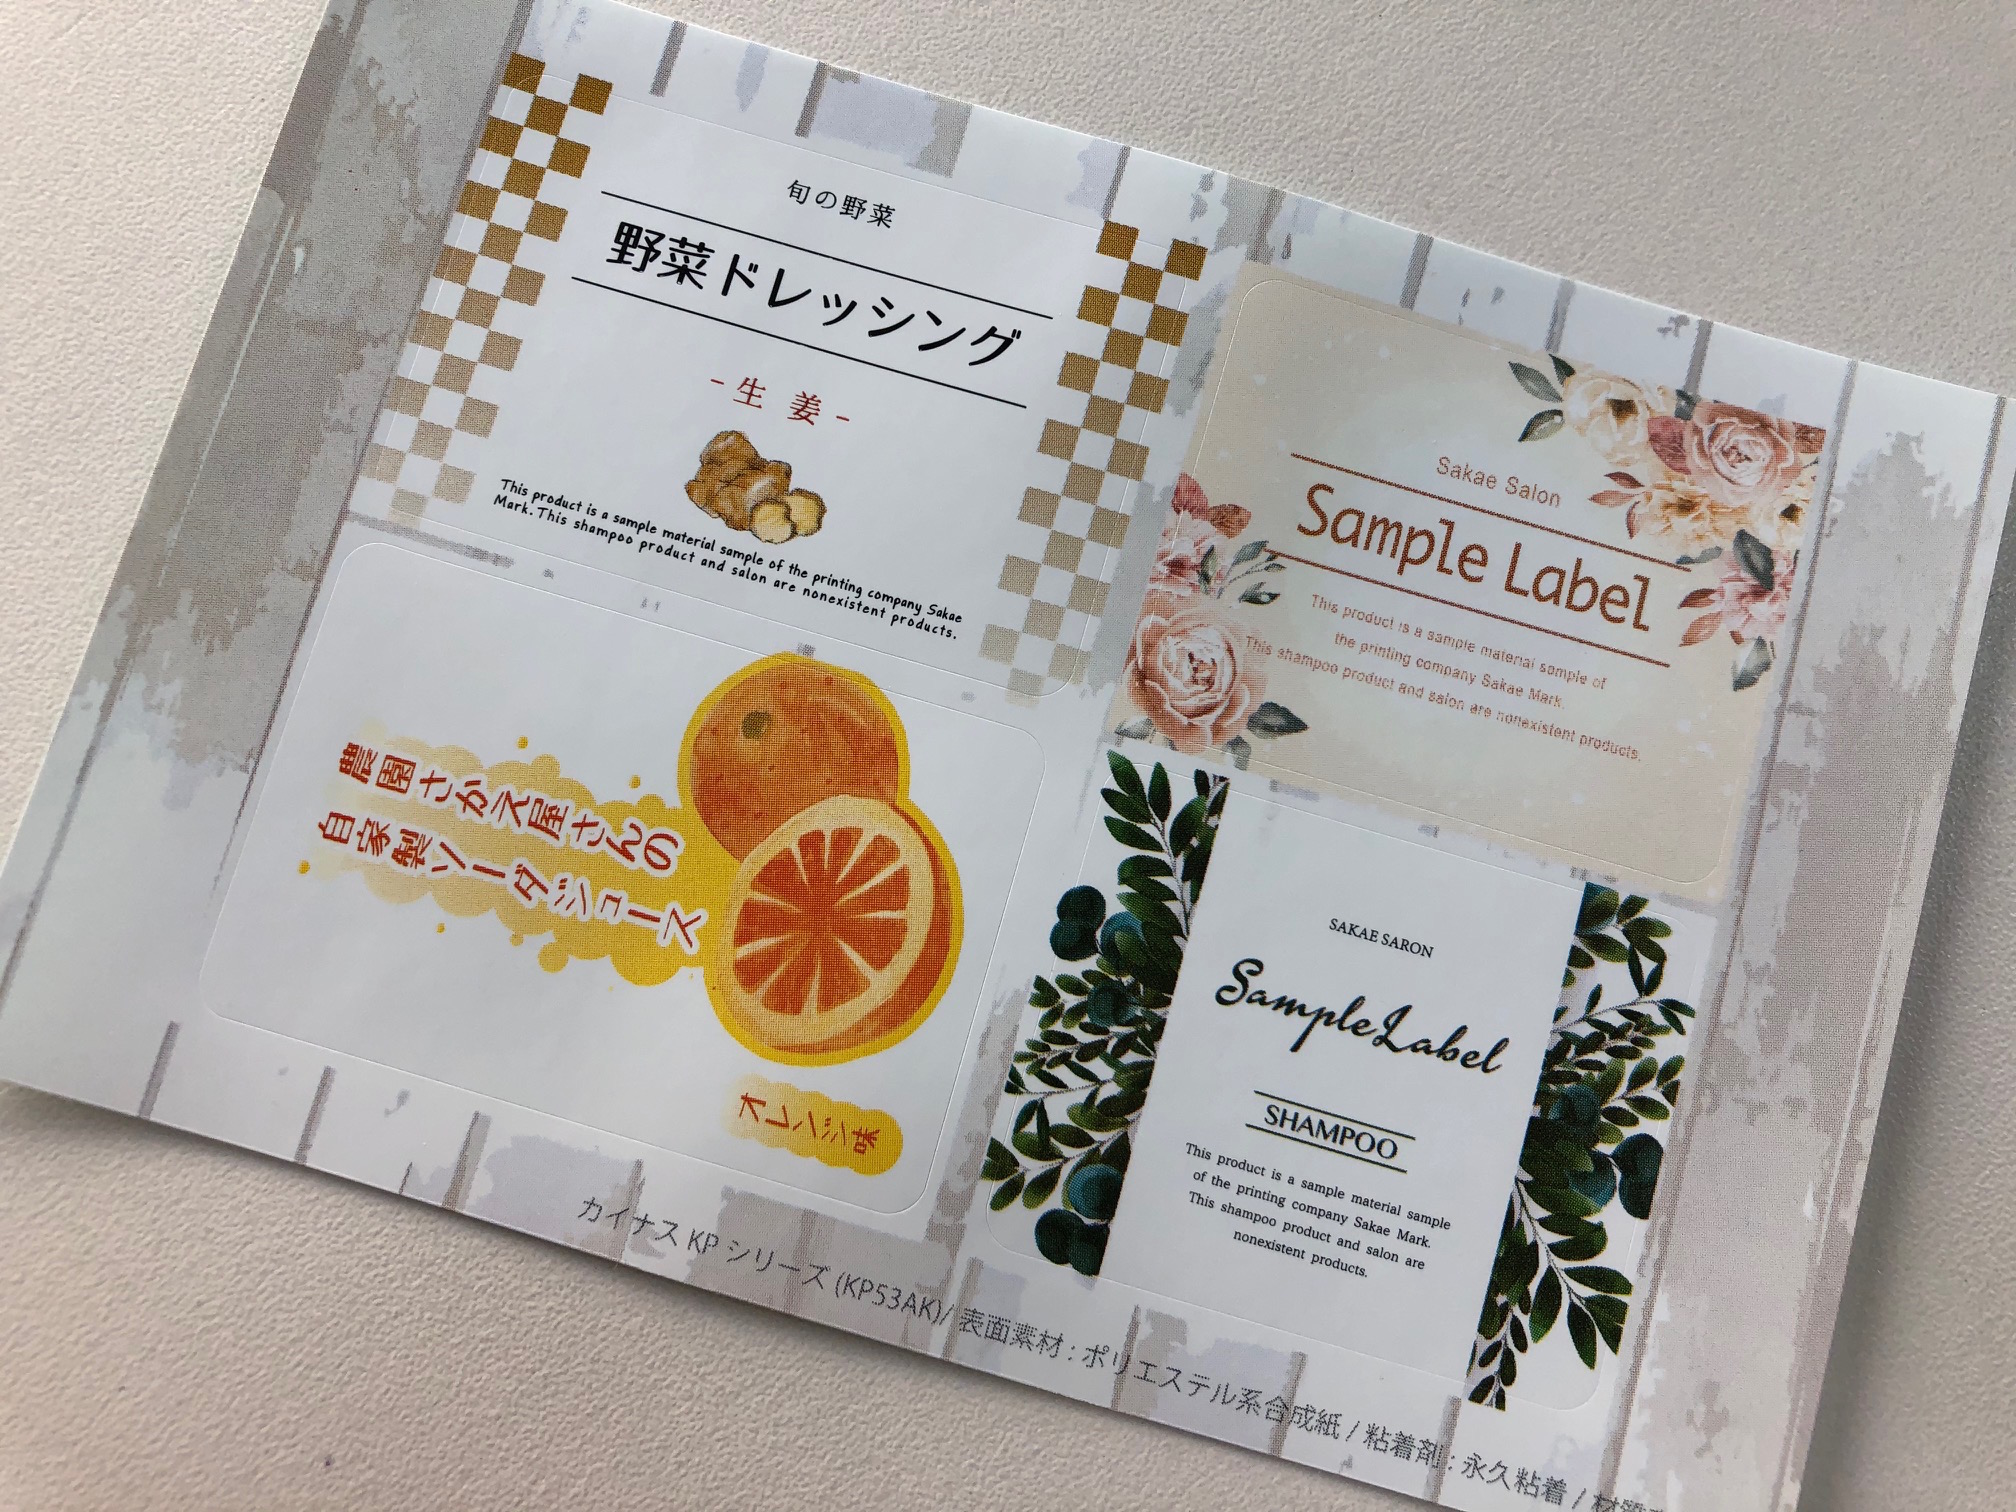 旬の野菜
野菜ドレッシング
-生 姜-
This product is a sample material sample of the printing company Sakae
Mark. This shampoo product and salon are nonexistent products.
Sakae Salon
Sample Label
This product is a sample material sample of
the printing company Sakae Mark.
This shampoo product and salon are nonexistent products.
農園さかえ屋さんの
自家製ソーダジュース
オレンジ味
SAKAE SARON
Sample Label
SHAMPOO
This product is a sample material sample
of the printing company Sakae Mark.
This shampoo product and salon are
nonexistent products.
カイナス KP シリーズ (KP53AK)/ 表面素材 : ポリエステル系合成紙 / 粘着剤 : 永久粘着 /